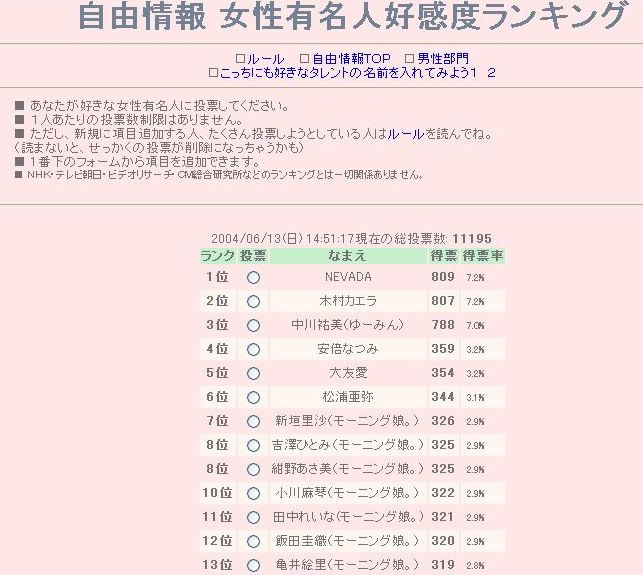 自由情報 女性有名人好感度ランキング
□ルール □自由情報TOP □男性部門
□こっちにも好きなタレントの名前を入れてみよう1 2
■ あなたが好きな女性有名人に投票してください。
■ 1人あたりの投票数制限はありません。
■ ただし、新規に項目追加する人、たくさん投票しようとしている人はルールを読んでね。
(読まないと、せっかくの投票が削除になっちゃうかも)
■ 1番下のフォームから項目を追加できます。
■ NHK・テレビ朝日・ビデオリサーチ・CM総合研究所などのランキングとは一切関係ありません。
2004/06/13(日) 14:51:17現在の総投票数: 11195
ランク 投票 なまえ 得票 得票率
1位 NEVADA 809 7.2%
2位 木村カエラ 807 7.2%
3位 中川祐美(ゆーみん) 788 7.0%
4位 安倍なつみ 359 3.2%
5位 大友愛 354 3.2%
6位 松浦亜弥 344 3.1%
7位 新垣里沙(モーニング娘。) 326 2.9%
8位 吉澤ひとみ(モーニング娘。) 325 2.9%
8位 紺野あさ美(モーニング娘。) 325 2.9%
10位 小川麻琴(モーニング娘。) 322 2.9%
11位 田中れいな(モーニング娘。) 321 2.9%
12位 飯田圭織(モーニング娘。) 320 2.9%
13位 亀井絵里(モーニング娘。) 319 2.8%